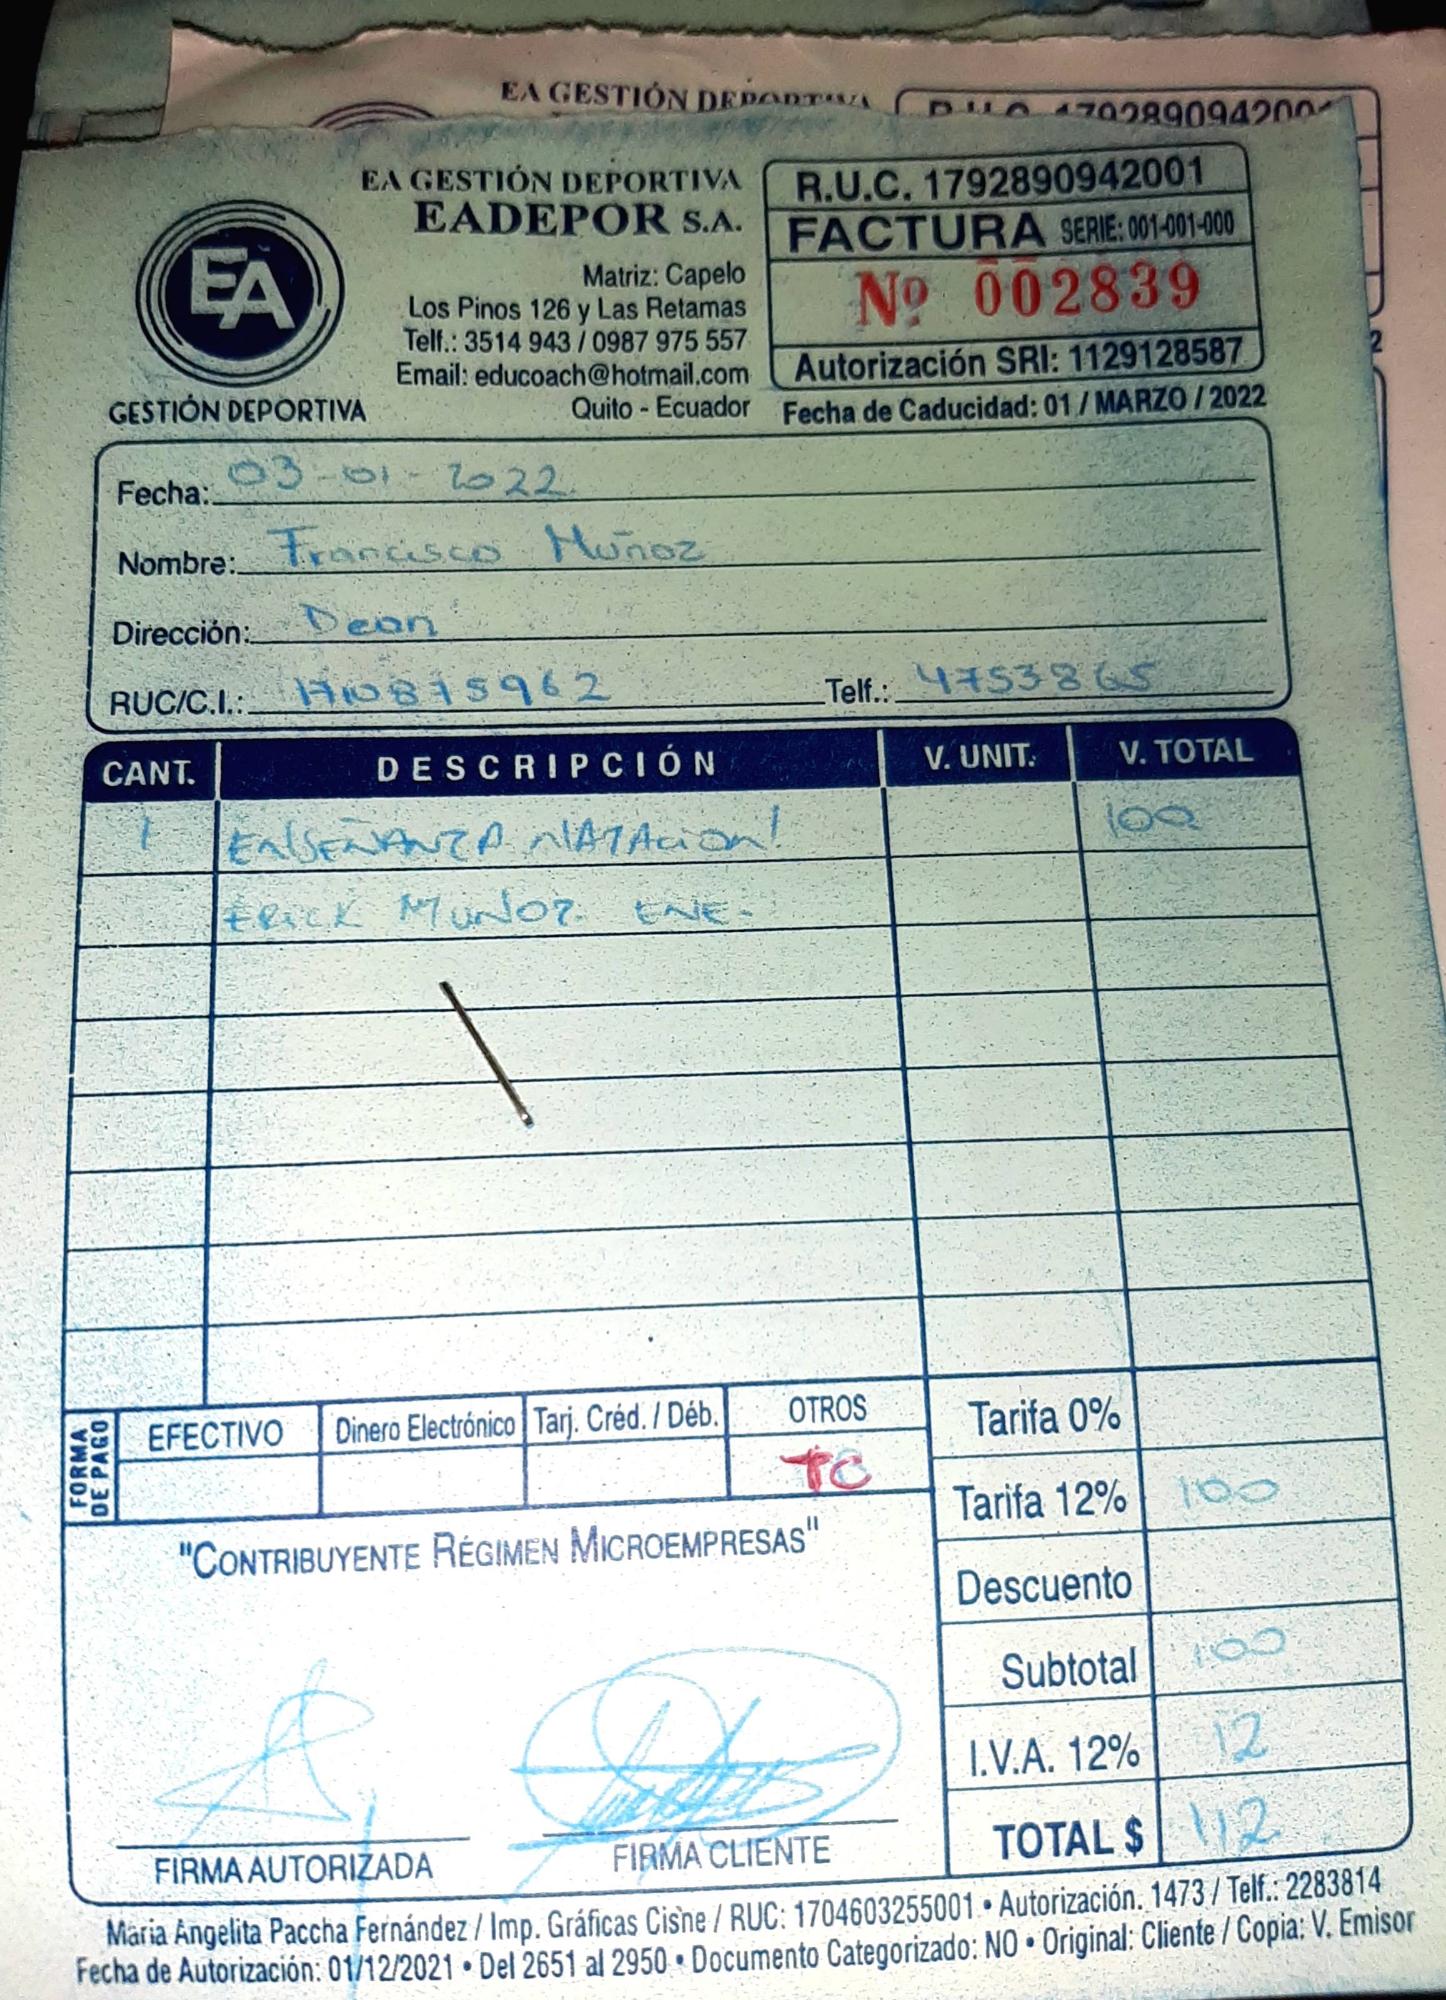 EA GESTIÓN DEPORTIVA
EA GESTIÓN DEPORTIVA
EADEPOR S.A.
Matriz: Capelo
Los Pinos 126 y Las Retamas
Telf.: 3514 943 / 0987 975 557
Email: educoach@hotmail.com
Quito - Ecuador
EA
GESTIÓN DEPORTIVA
R.U.C. 1792890942001
FACTURA SERIE: 001-001-000
Nº 002839
Autorización SRI: 1129128587
Fecha de Caducidad: 01 / MARZO / 2022
Fecha: 03-01-2022
Nombre: Francisco Muñoz
Dirección: Dean
RUC/C.I.: 1710875962 Telf.: 4753865
CANT. DESCRIPCIÓN V. UNIT. V. TOTAL
1 ENSEÑANZA NATACION! 100
ERICK MUÑOZ. ENE-
FORMA DE PAGO
EFECTIVO Dinero Electrónico Tarj. Créd. / Déb. OTROS
TC
Tarifa 0%
Tarifa 12% 100
Descuento
Subtotal 100
I.V.A. 12% 12
TOTAL $ 112
"CONTRIBUYENTE RÉGIMEN MICROEMPRESAS"
FIRMA AUTORIZADA FIRMA CLIENTE
Maria Angelita Paccha Fernández / Imp. Gráficas Cisne / RUC: 1704603255001 • Autorización. 1473 / Telf.: 2283814
Fecha de Autorización: 01/12/2021 • Del 2651 al 2950 • Documento Categorizado: NO • Original: Cliente / Copia: V. Emisor